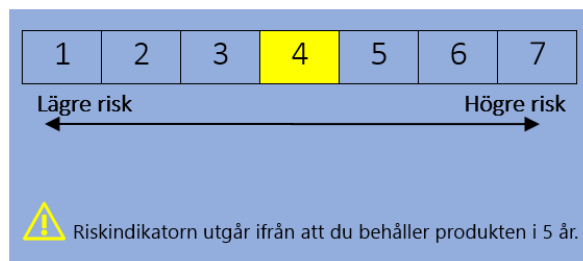 1 2 3 4 5 6 7
Lägre risk Högre risk
Riskindikatorn utgår ifrån att du behåller produkten i 5 år.